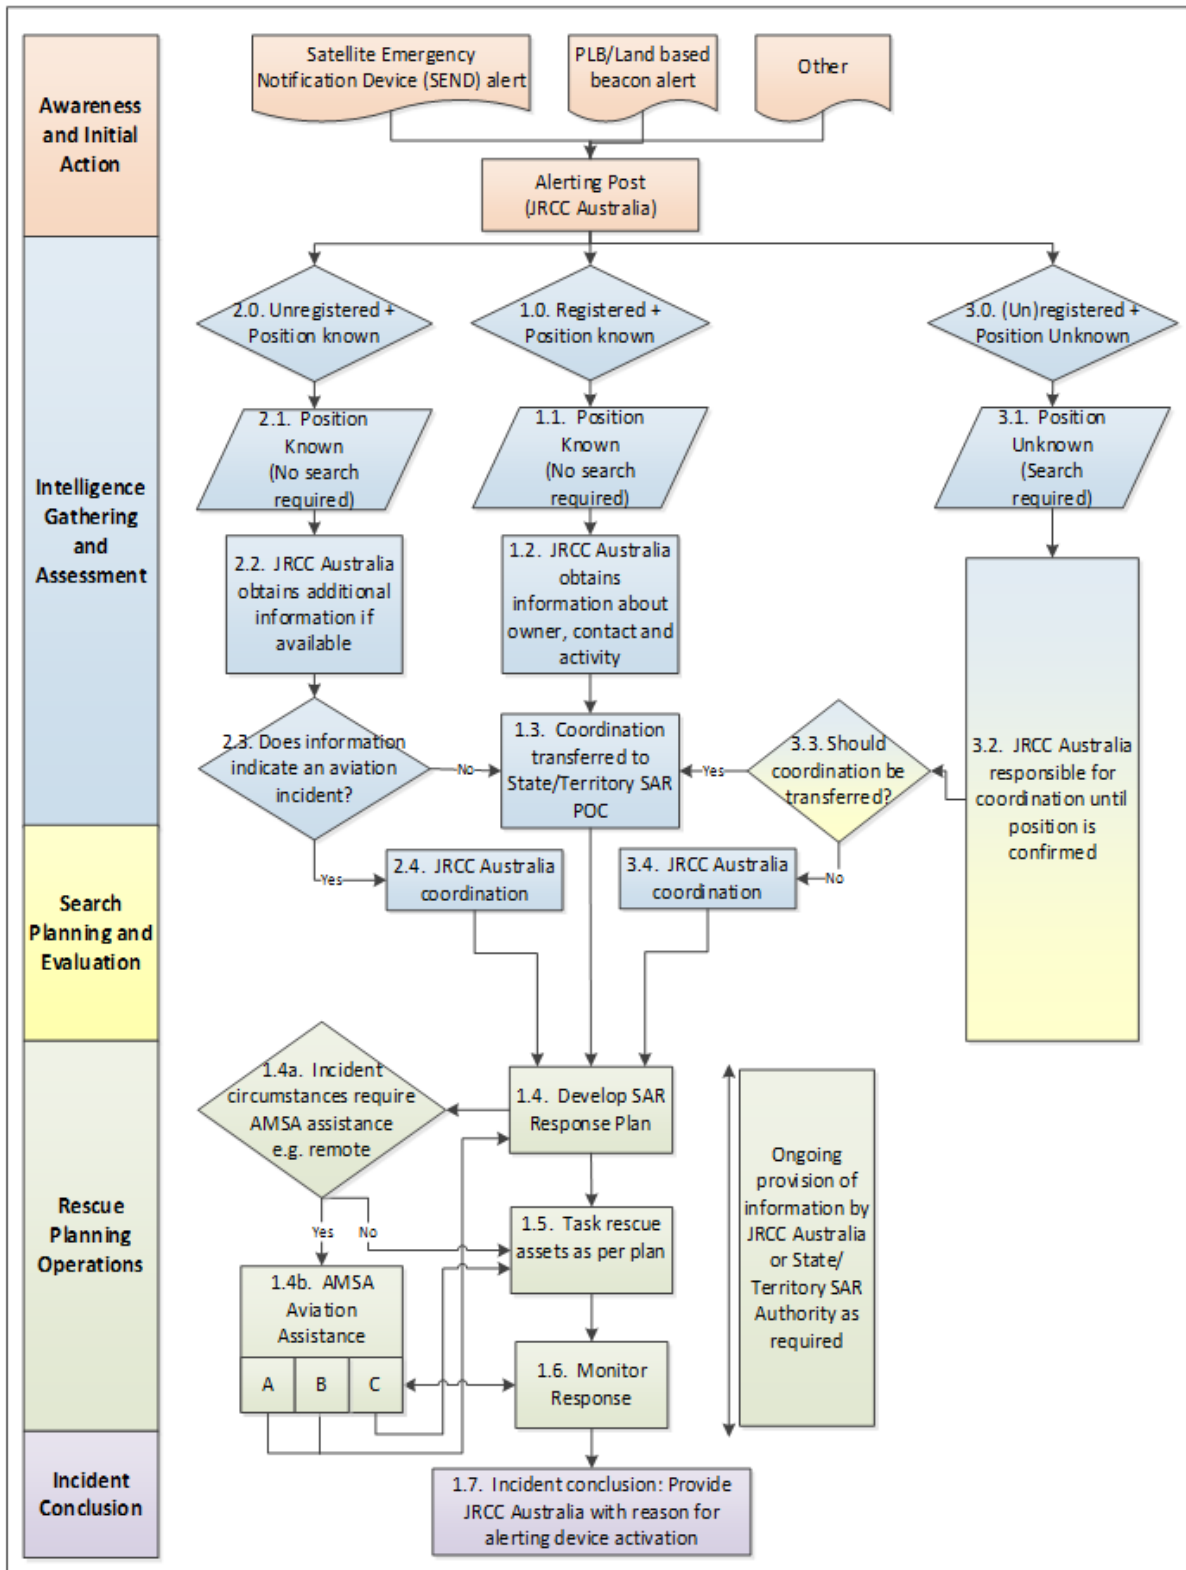 Awareness
and Initial
Action
Satellite Emergency
Notification Device (SEND) alert
PLB/Land based
beacon alert
Other
Alerting Post
(JRCC Australia)
Intelligence
Gathering
and
Assessment
2.0. Unregistered +
Position known
1.0. Registered +
Position known
3.0. (Un)registered +
Position Unknown
2.1. Position
Known
(No search
required)
1.1. Position
Known
(No search
required)
3.1. Position
Unknown
(Search
required)
2.2. JRCC Australia
obtains additional
information if
available
1.2. JRCC Australia
obtains
information about
owner, contact and
activity
2.3. Does information
indicate an aviation
incident?
No
1.3. Coordination
transferred to
State/Territory SAR
POC
Yes
3.3. Should
coordination be
transferred?
3.2. JRCC Australia
responsible for
coordination until
position is
confirmed
Search
Planning and
Evaluation
Yes
2.4. JRCC Australia
coordination
3.4. JRCC Australia
coordination
No
Rescue
Planning
Operations
1.4a. Incident
circumstances require
AMSA assistance
e.g. remote
1.4. Develop SAR
Response Plan
Yes
No
1.5. Task rescue
assets as per plan
1.4b. AMSA
Aviation
Assistance
A
B
C
1.6. Monitor
Response
Ongoing
provision of
information by
JRCC Australia
or State/
Territory SAR
Authority as
required
Incident
Conclusion
1.7. Incident conclusion: Provide
JRCC Australia with reason for
alerting device activation